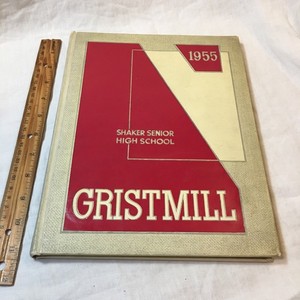 1955
SHAKER SENIOR
HIGH SCHOOL
GRISTMILL